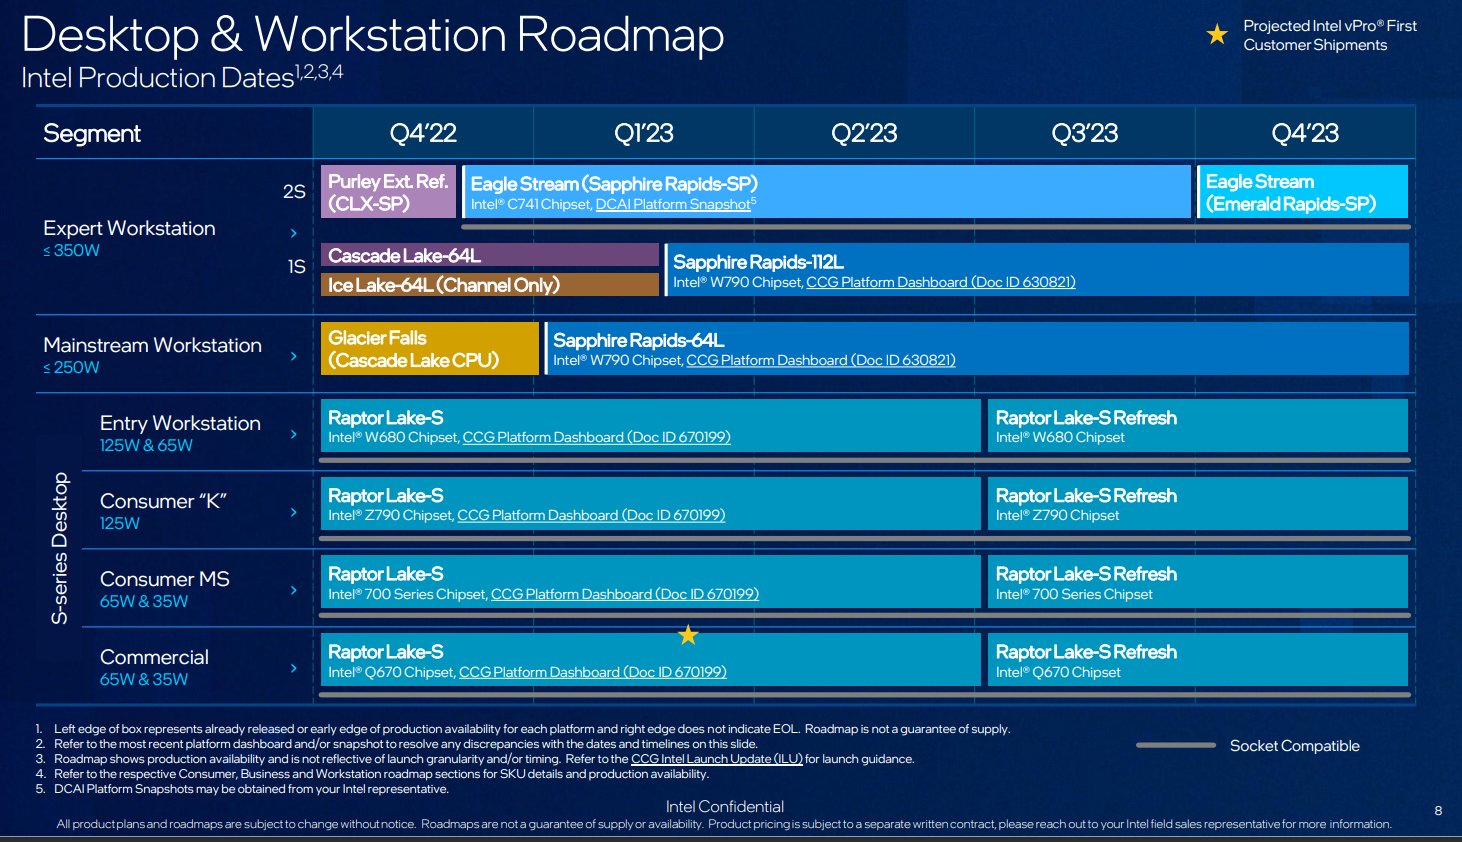 Desktop & Workstation Roadmap
Intel Production Dates1,2,3,4
Projected Intel vPro® First
Customer Shipments
Segment
Q4'22
Q1'23
Q2'23
Q3'23
Q4'23
Expert Workstation
≤ 350W
2S
Purley Ext. Ref.
(CLX-SP)
Eagle Stream (Sapphire Rapids-SP)
Intel® C741 Chipset, DCAI Platform Snapshot5
Eagle Stream
(Emerald Rapids-SP)
1S
Cascade Lake-64L
Ice Lake-64L (Channel Only)
Sapphire Rapids-112L
Intel® W790 Chipset, CCG Platform Dashboard (Doc ID 630821)
Mainstream Workstation
≤ 250W
Glacier Falls
(Cascade Lake CPU)
Sapphire Rapids-64L
Intel® W790 Chipset, CCG Platform Dashboard (Doc ID 630821)
S-series Desktop
Entry Workstation
125W & 65W
Raptor Lake-S
Intel® W680 Chipset, CCG Platform Dashboard (Doc ID 670199)
Raptor Lake-S Refresh
Intel® W680 Chipset
Consumer “K”
125W
Raptor Lake-S
Intel® Z790 Chipset, CCG Platform Dashboard (Doc ID 670199)
Raptor Lake-S Refresh
Intel® Z790 Chipset
Consumer MS
65W & 35W
Raptor Lake-S
Intel® 700 Series Chipset, CCG Platform Dashboard (Doc ID 670199)
Raptor Lake-S Refresh
Intel® 700 Series Chipset
Commercial
65W & 35W
Raptor Lake-S
Intel® Q670 Chipset, CCG Platform Dashboard (Doc ID 670199)
Raptor Lake-S Refresh
Intel® Q670 Chipset
1. Left edge of box represents already released or early edge of production availability for each platform and right edge does not indicate EOL. Roadmap is not a guarantee of supply.
2. Refer to the most recent platform dashboard and/or snapshot to resolve any discrepancies with the dates and timelines on this slide.
3. Roadmap shows production availability and is not reflective of launch granularity and/or timing. Refer to the CCG Intel Launch Update (ILU) for launch guidance.
4. Refer to the respective Consumer, Business and Workstation roadmap sections for SKU details and production availability.
5. DCAI Platform Snapshots may be obtained from your Intel representative.
Socket Compatible
Intel Confidential
8
All product plans and roadmaps are subject to change without notice. Roadmaps are not a guarantee of supply or availability. Product pricing is subject to a separate written contract, please reach out to your Intel field sales representative for more information.